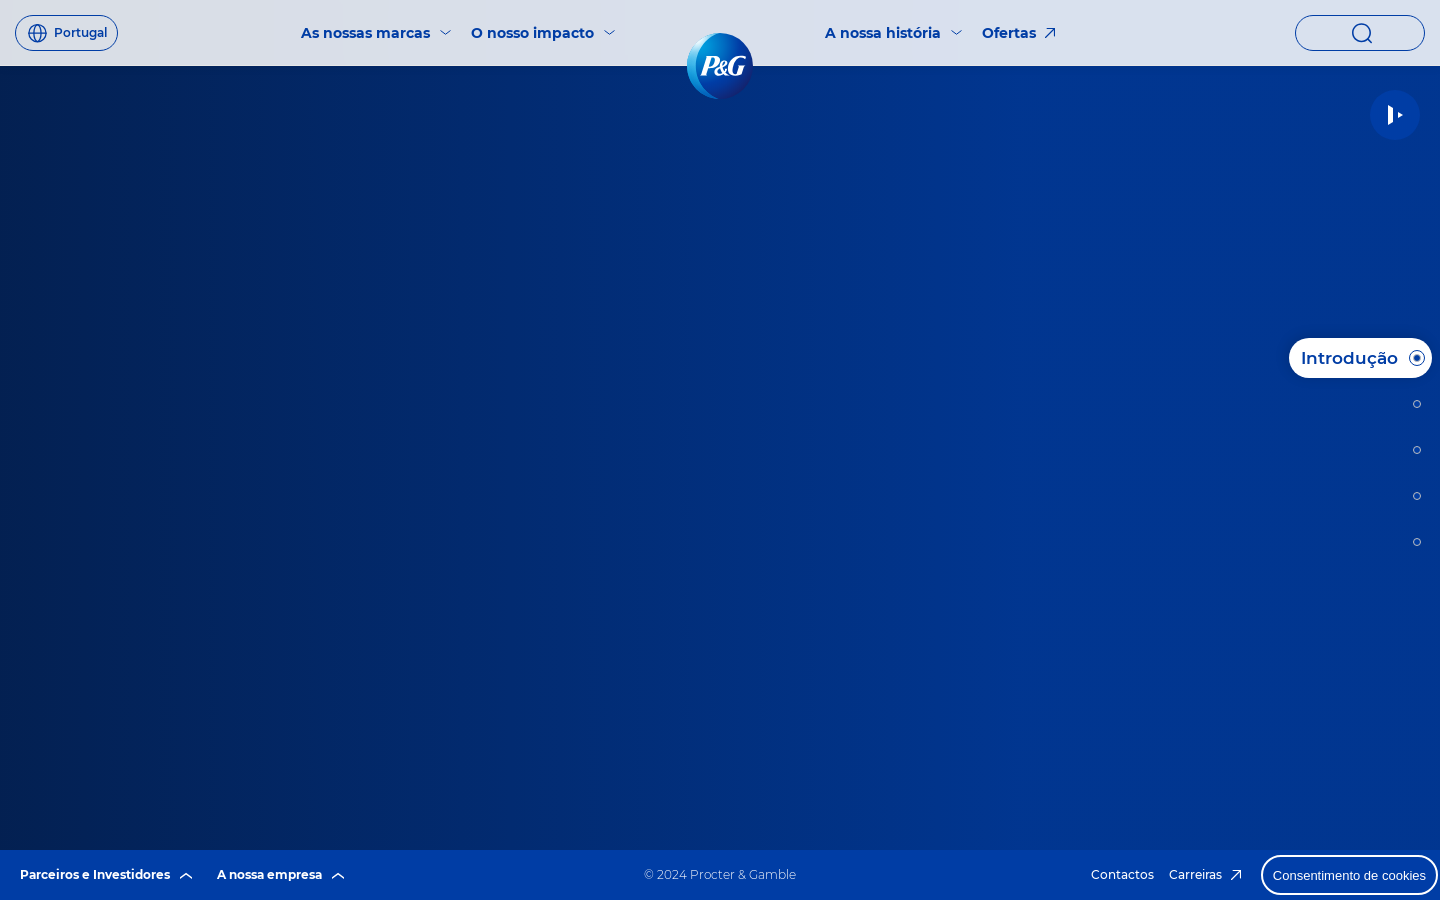 Portugal
As nossas marcas
O nosso impacto
P&G
A nossa história
Ofertas
Introdução
Parceiros e Investidores
A nossa empresa
© 2024 Procter & Gamble
Contactos
Carreiras
Consentimento de cookies